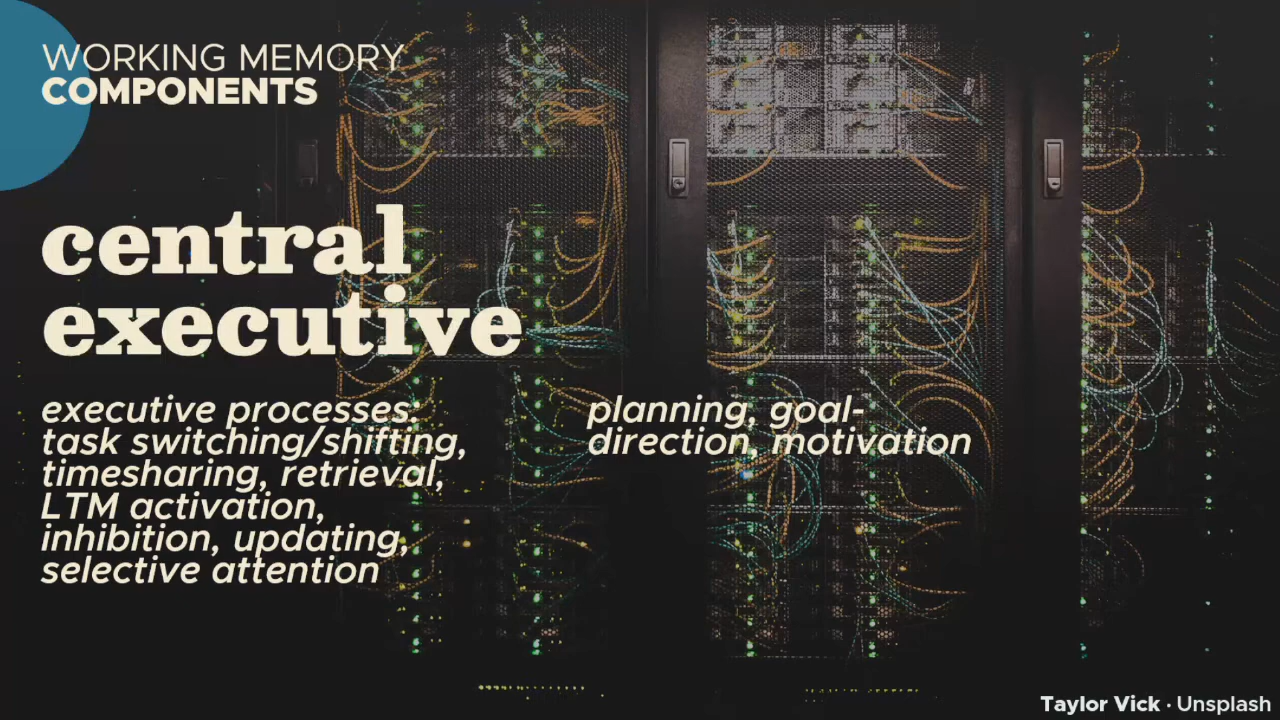 WORKING MEMORY
COMPONENTS
central
executive
executive processes:
task switching/shifting,
timesharing, retrieval,
LTM activation,
inhibition, updating,
selective attention
planning, goal-
direction, motivation
Taylor Vick · Unsplash